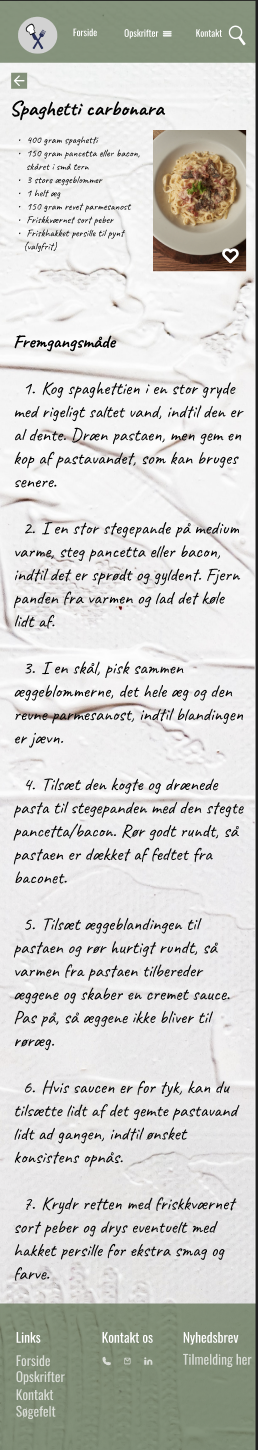 Forside Opskrifter Kontakt
Spaghetti carbonara
• 400 gram spaghetti
• 150 gram pancetta eller bacon,
skåret i små tern
• 3 store æggeblommer
• 1 helt æg
• 150 gram revet parmesanost
• Friskkværnet sort peber
• Friskhakket persille til pynt
(valgfrit)
Fremgangsmåde
1. Kog spaghettien i en stor gryde
med rigeligt saltet vand, indtil den er
al dente. Dræn pastaen, men gem en
kop af pastavandet, som kan bruges
senere.
2. I en stor stegepande på medium
varme, steg pancetta eller bacon,
indtil det er sprødt og gyldent. Fjern
panden fra varmen og lad det køle
lidt af.
3. I en skål, pisk sammen
æggeblommerne, det hele æg og den
revne parmesanost, indtil blandingen
er jævn.
4. Tilsæt den kogte og drænede
pasta til stegepanden med den stegte
pancetta/bacon. Rør godt rundt, så
pastaen er dækket af fedtet fra
baconet.
5. Tilsæt æggeblandingen til
pastaen og rør hurtigt rundt, så
varmen fra pastaen tilbereder
æggene og skaber en cremet sauce.
Pas på, så æggene ikke bliver til
røræg.
6. Hvis saucen er for tyk, kan du
tilsætte lidt af det gemte pastavand
lidt ad gangen, indtil ønsket
konsistens opnås.
7. Krydr retten med friskkværnet
sort peber og drys eventuelt med
hakket persille for ekstra smag og
farve.
Links Kontakt os Nyhedsbrev
Forside Tilmelding her
Opskrifter
Kontakt
Søgefelt